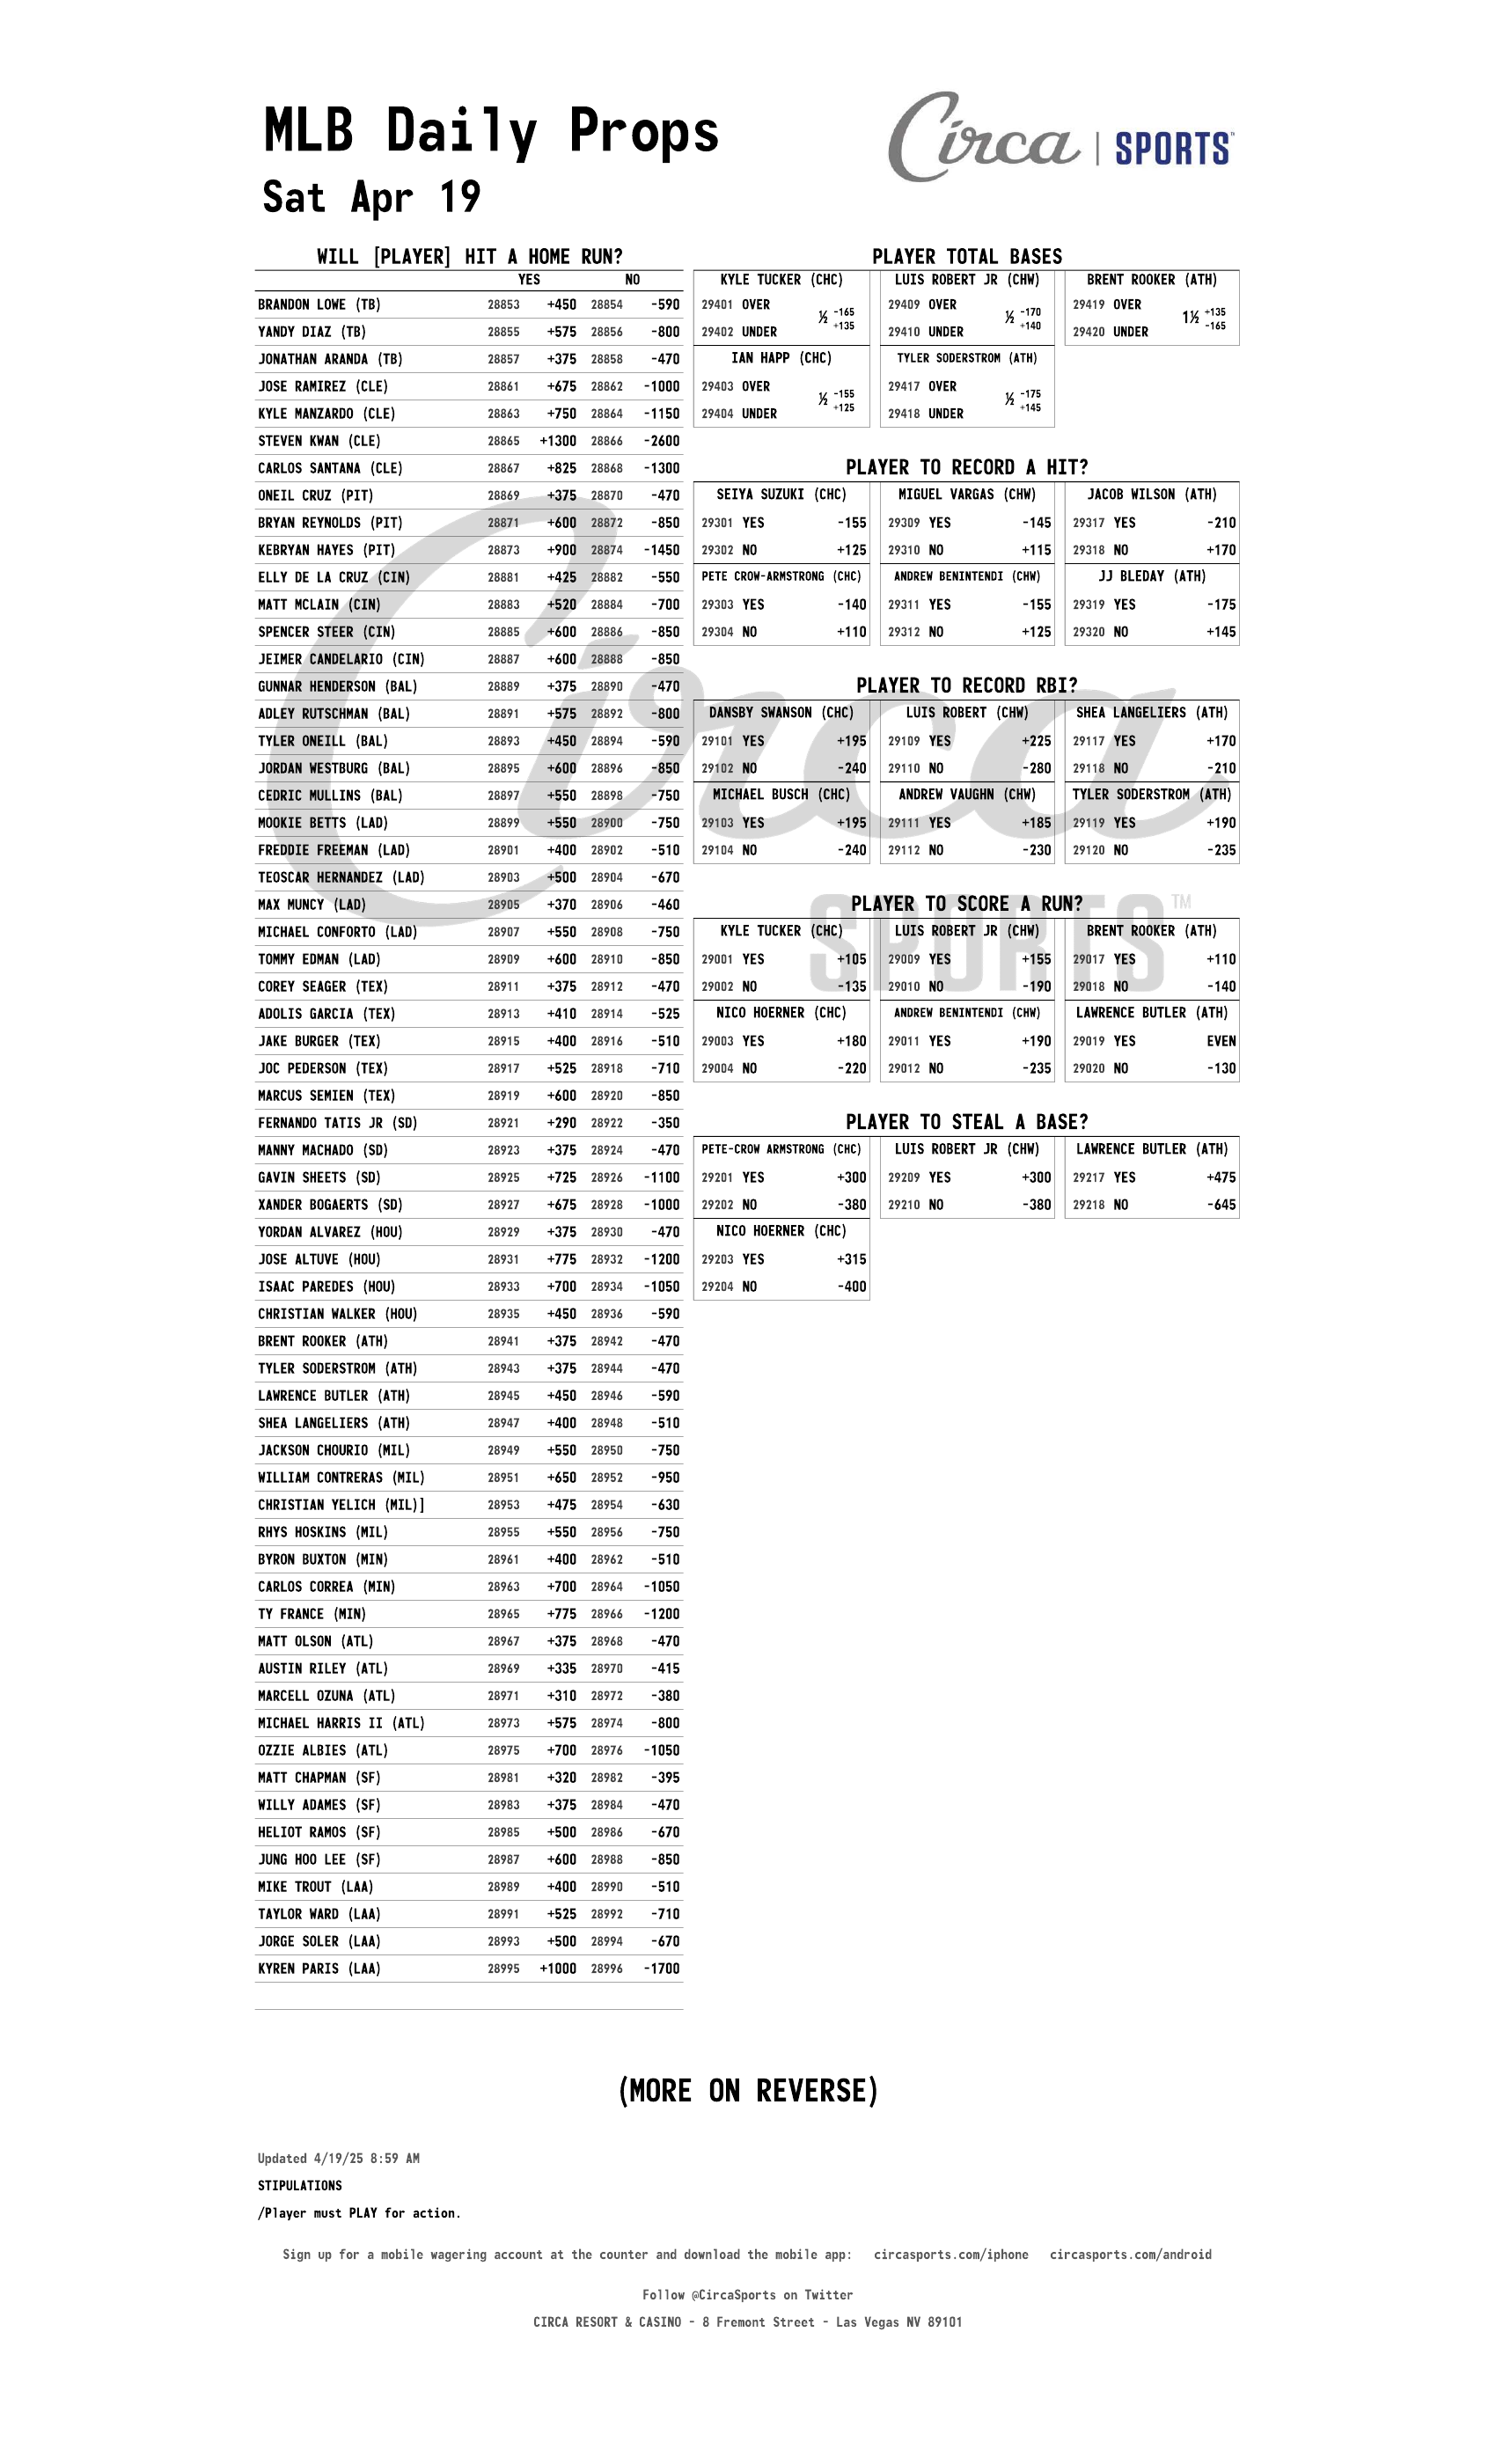 MLB Daily Props
Circa | SPORTS™
Sat Apr 19
WILL [PLAYER] HIT A HOME RUN?
YES NO
BRANDON LOWE (TB) 28853 +450 28854 -590
YANDY DIAZ (TB) 28855 +575 28856 -800
JONATHAN ARANDA (TB) 28857 +375 28858 -470
JOSE RAMIREZ (CLE) 28861 +675 28862 -1000
KYLE MANZARDO (CLE) 28863 +750 28864 -1150
STEVEN KWAN (CLE) 28865 +1300 28866 -2600
CARLOS SANTANA (CLE) 28867 +825 28868 -1300
ONEIL CRUZ (PIT) 28869 +375 28870 -470
BRYAN REYNOLDS (PIT) 28871 +600 28872 -850
KEBRYAN HAYES (PIT) 28873 +900 28874 -1450
ELLY DE LA CRUZ (CIN) 28881 +425 28882 -550
MATT MCLAIN (CIN) 28883 +520 28884 -700
SPENCER STEER (CIN) 28885 +600 28886 -850
JEIMER CANDELARIO (CIN) 28887 +600 28888 -850
GUNNAR HENDERSON (BAL) 28889 +375 28890 -470
ADLEY RUTSCHMAN (BAL) 28891 +575 28892 -800
TYLER ONEILL (BAL) 28893 +450 28894 -590
JORDAN WESTBURG (BAL) 28895 +600 28896 -850
CEDRIC MULLINS (BAL) 28897 +550 28898 -750
MOOKIE BETTS (LAD) 28899 +550 28900 -750
FREDDIE FREEMAN (LAD) 28901 +400 28902 -510
TEOSCAR HERNANDEZ (LAD) 28903 +500 28904 -670
MAX MUNCY (LAD) 28905 +370 28906 -460
MICHAEL CONFORTO (LAD) 28907 +550 28908 -750
TOMMY EDMAN (LAD) 28909 +600 28910 -850
COREY SEAGER (TEX) 28911 +375 28912 -470
ADOLIS GARCIA (TEX) 28913 +410 28914 -525
JAKE BURGER (TEX) 28915 +400 28916 -510
JOC PEDERSON (TEX) 28917 +525 28918 -710
MARCUS SEMIEN (TEX) 28919 +600 28920 -850
FERNANDO TATIS JR (SD) 28921 +290 28922 -350
MANNY MACHADO (SD) 28923 +375 28924 -470
GAVIN SHEETS (SD) 28925 +725 28926 -1100
XANDER BOGAERTS (SD) 28927 +675 28928 -1000
YORDAN ALVAREZ (HOU) 28929 +375 28930 -470
JOSE ALTUVE (HOU) 28931 +775 28932 -1200
ISAAC PAREDES (HOU) 28933 +700 28934 -1050
CHRISTIAN WALKER (HOU) 28935 +450 28936 -590
BRENT ROOKER (ATH) 28941 +375 28942 -470
TYLER SODERSTROM (ATH) 28943 +375 28944 -470
LAWRENCE BUTLER (ATH) 28945 +450 28946 -590
SHEA LANGELIERS (ATH) 28947 +400 28948 -510
JACKSON CHOURIO (MIL) 28949 +550 28950 -750
WILLIAM CONTRERAS (MIL) 28951 +650 28952 -950
CHRISTIAN YELICH (MIL)] 28953 +475 28954 -630
RHYS HOSKINS (MIL) 28955 +550 28956 -750
BYRON BUXTON (MIN) 28961 +400 28962 -510
CARLOS CORREA (MIN) 28963 +700 28964 -1050
TY FRANCE (MIN) 28965 +775 28966 -1200
MATT OLSON (ATL) 28967 +375 28968 -470
AUSTIN RILEY (ATL) 28969 +335 28970 -415
MARCELL OZUNA (ATL) 28971 +310 28972 -380
MICHAEL HARRIS II (ATL) 28973 +575 28974 -800
OZZIE ALBIES (ATL) 28975 +700 28976 -1050
MATT CHAPMAN (SF) 28981 +320 28982 -395
WILLY ADAMES (SF) 28983 +375 28984 -470
HELIOT RAMOS (SF) 28985 +500 28986 -670
JUNG HOO LEE (SF) 28987 +600 28988 -850
MIKE TROUT (LAA) 28989 +400 28990 -510
TAYLOR WARD (LAA) 28991 +525 28992 -710
JORGE SOLER (LAA) 28993 +500 28994 -670
KYREN PARIS (LAA) 28995 +1000 28996 -1700
PLAYER TOTAL BASES
KYLE TUCKER (CHC) LUIS ROBERT JR (CHW) BRENT ROOKER (ATH)
29401 OVER ½ -165 29409 OVER ½ -170 29419 OVER 1½ +135
29402 UNDER +135 29410 UNDER +140 29420 UNDER -165
IAN HAPP (CHC) TYLER SODERSTROM (ATH)
29403 OVER ½ -155 29417 OVER ½ -175
29404 UNDER +125 29418 UNDER +145
PLAYER TO RECORD A HIT?
SEIYA SUZUKI (CHC) MIGUEL VARGAS (CHW) JACOB WILSON (ATH)
29301 YES -155 29309 YES -145 29317 YES -210
29302 NO +125 29310 NO +115 29318 NO +170
PETE CROW-ARMSTRONG (CHC) ANDREW BENINTENDI (CHW) JJ BLEDAY (ATH)
29303 YES -140 29311 YES -155 29319 YES -175
29304 NO +110 29312 NO +125 29320 NO +145
PLAYER TO RECORD RBI?
DANSBY SWANSON (CHC) LUIS ROBERT (CHW) SHEA LANGELIERS (ATH)
29101 YES +195 29109 YES +225 29117 YES +170
29102 NO -240 29110 NO -280 29118 NO -210
MICHAEL BUSCH (CHC) ANDREW VAUGHN (CHW) TYLER SODERSTROM (ATH)
29103 YES +195 29111 YES +185 29119 YES +190
29104 NO -240 29112 NO -230 29120 NO -235
PLAYER TO SCORE A RUN?
KYLE TUCKER (CHC) LUIS ROBERT JR (CHW) BRENT ROOKER (ATH)
29001 YES +105 29009 YES +155 29017 YES +110
29002 NO -135 29010 NO -190 29018 NO -140
NICO HOERNER (CHC) ANDREW BENINTENDI (CHW) LAWRENCE BUTLER (ATH)
29003 YES +180 29011 YES +190 29019 YES EVEN
29004 NO -220 29012 NO -235 29020 NO -130
PLAYER TO STEAL A BASE?
PETE-CROW ARMSTRONG (CHC) LUIS ROBERT JR (CHW) LAWRENCE BUTLER (ATH)
29201 YES +300 29209 YES +300 29217 YES +475
29202 NO -380 29210 NO -380 29218 NO -645
NICO HOERNER (CHC)
29203 YES +315
29204 NO -400
Circa
SPORTS™
(MORE ON REVERSE)
Updated 4/19/25 8:59 AM
STIPULATIONS
/Player must PLAY for action.
Sign up for a mobile wagering account at the counter and download the mobile app: circasports.com/iphone circasports.com/android
Follow @CircaSports on Twitter
CIRCA RESORT & CASINO - 8 Fremont Street - Las Vegas NV 89101